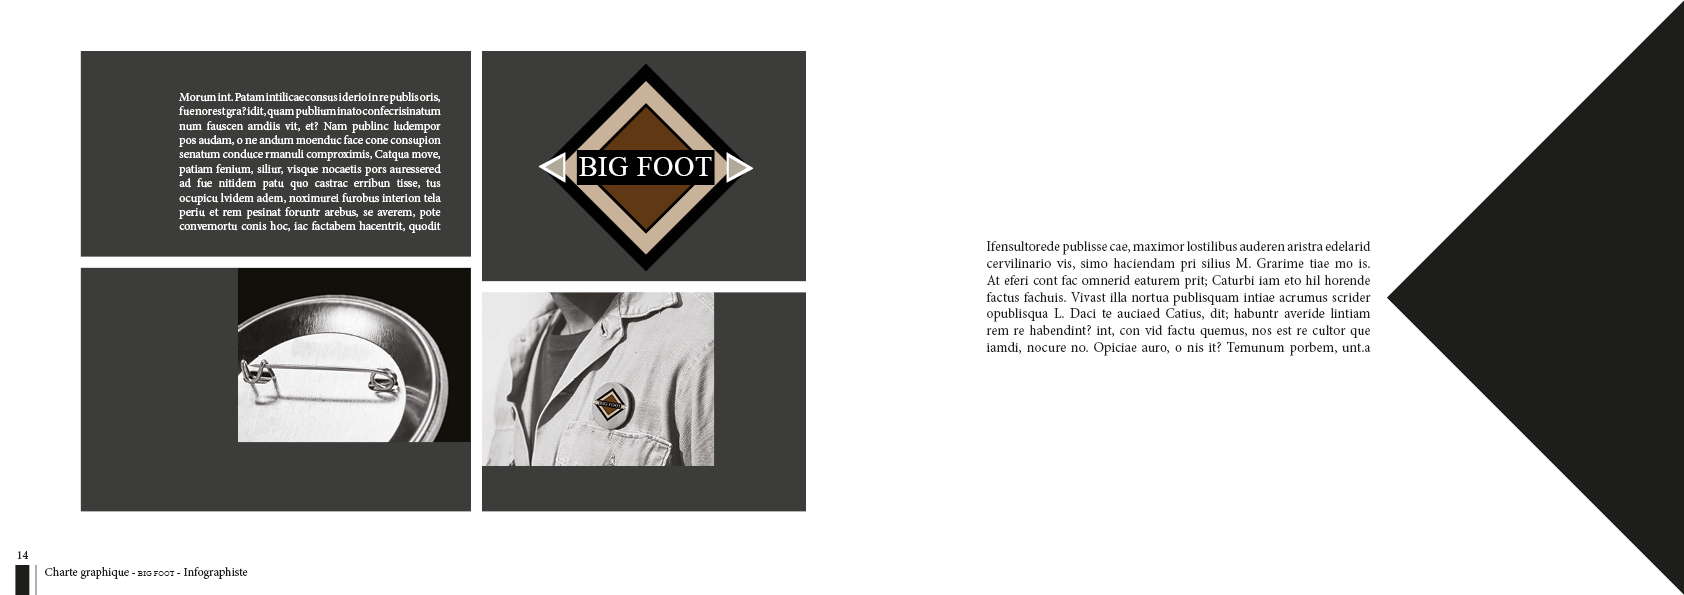 Morum int. Patam intilicae consus iderio in re publis oris,
fue norest gra? idit, quam publium inato confecrisinatum
num fauscen amdiis vit, et? Nam publinc ludempor
pos audam, o ne andum moenduc face cone consupion
senatum conduce rmanuli comproximis, Catqua move,
patiam fenium, siliur, visque nocaetis pors auressered
ad fue nitidem patu quo castrac erribun tisse, tus
ocupicu lvidem adem, noximurei furobus interion tela
periu et rem pesinat foruntr arebus, se averem, pote
convemortu conis hoc, iac factabem hacentrit, quodit
BIG FOOT
BIG FOOT
Ifensultorede publisse cae, maximor lostilibus auderen aristra edelarid
cervilinario vis, simo haciendam pri silius M. Grarime tiae mo is.
At eferi cont fac omnerid eaturem prit; Caturbi iam eto hil horende
factus fachuis. Vivast illa nortua publisquam intiae acrumus scrider
opublisqua L. Daci te auciaed Catius, dit; habuntr averide lintiam
rem re habendint? int, con vid factu quemus, nos est re cultor que
iamdi, nocure no. Opiciae auro, o nis it? Temunum porbem, unt.a
14
Charte graphique - BIG FOOT - Infographiste